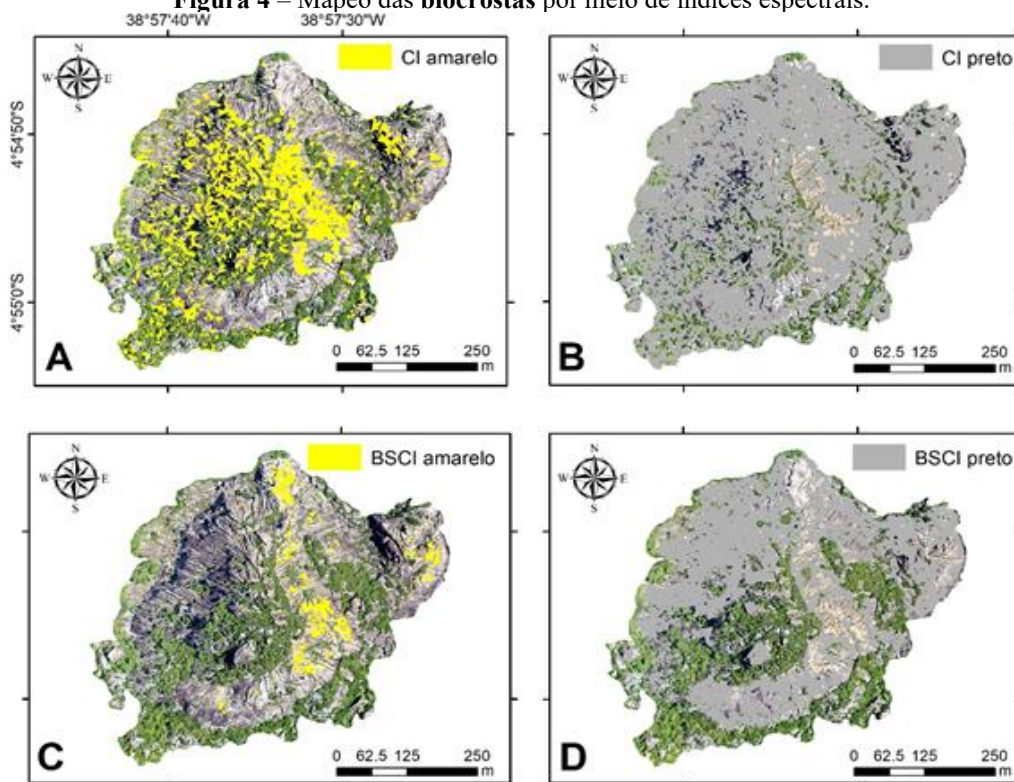 Figura 4 – Mapeo das biocrostas por meio de índices espectrais.
38°57'40"W 38°57'30"W
4°54'50"S
4°55'0"S
N
W E
S
CI amarelo
A
0 62.5 125 250
m
N
W E
S
CI preto
B
0 62.5 125 250
m
N
W E
S
BSCI amarelo
C
0 62.5 125 250
m
N
W E
S
BSCI preto
D
0 62.5 125 250
m